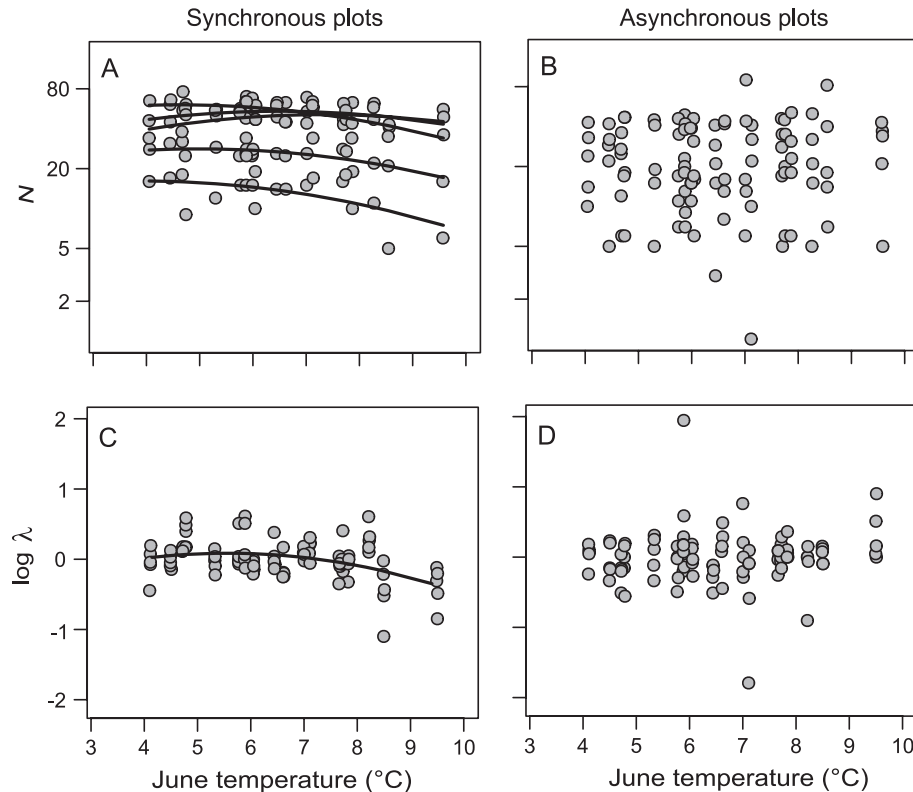 Synchronous plots
Asynchronous plots
A
B
N
80
20
5
2
C
D
log λ
2
1
0
-1
-2
3 4 5 6 7 8 9 10
3 4 5 6 7 8 9 10
June temperature (°C)
June temperature (°C)